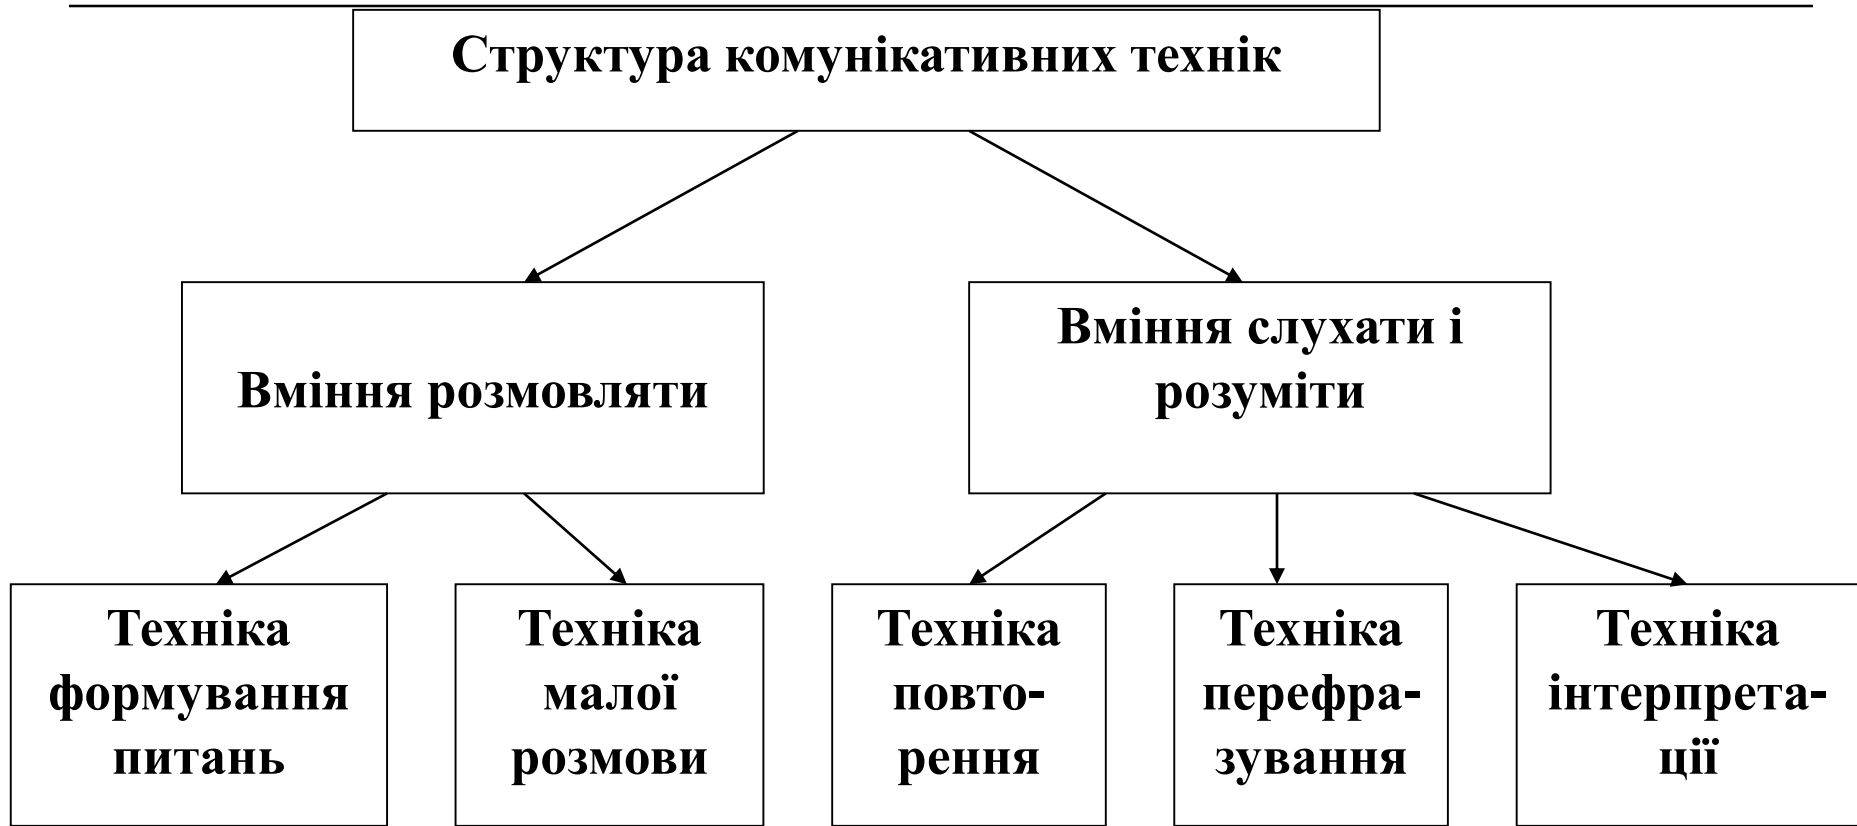 Структура комунікативних технік
Вміння розмовляти
Вміння слухати і
розуміти
Техніка
формування
питань
Техніка
малої
розмови
Техніка
повто-
рення
Техніка
перефра-
зування
Техніка
інтерпрета-
ції